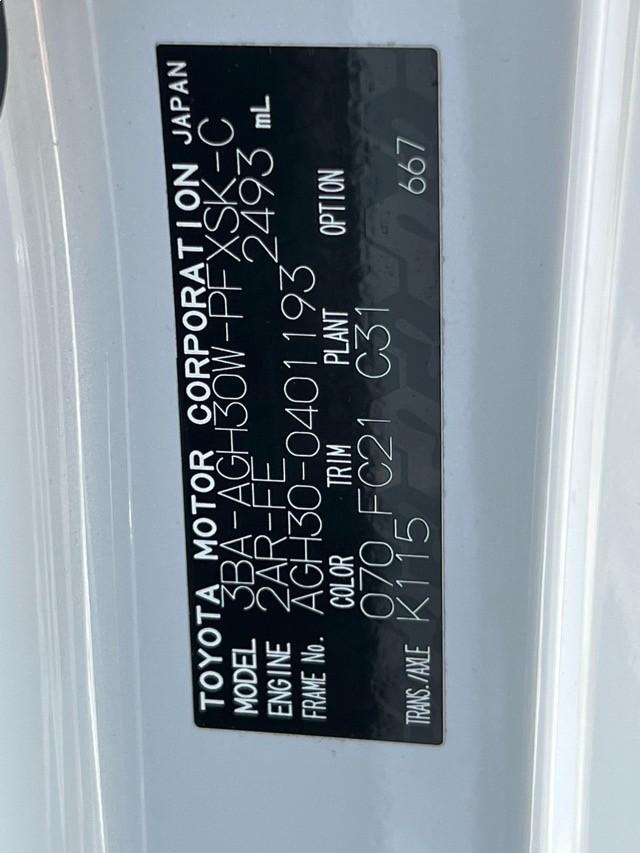 TOYOTA MOTOR CORPORATION JAPAN
MODEL 3BA-AGH30W-PFXSK-C
ENGINE 2AR-FE 2493 mL
FRAME No. AGH30-0401193
COLOR TRIM PLANT OPTION
070 FC21 C31
TRANS./AXLE K115 667